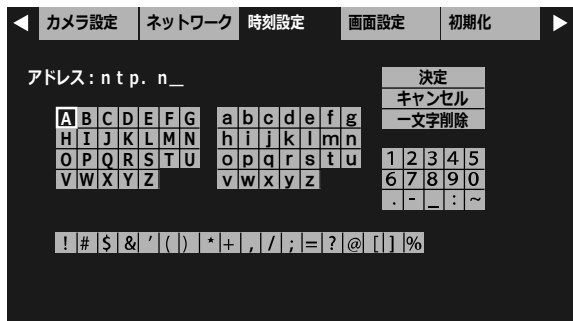 ◀ カメラ設定 ネットワーク 時刻設定 画面設定 初期化 ▶
アドレス:ntp. n_
決定
キャンセル
一文字削除
A B C D E F G a b c d e f g
H I J K L M N h i j k l m n
O P Q R S T U o p q r s t u 1 2 3 4 5
V W X Y Z v w x y z 6 7 8 9 0
. - _ : ~
! # $ & ' ( ) * + , / ; = ? @ [ ] %